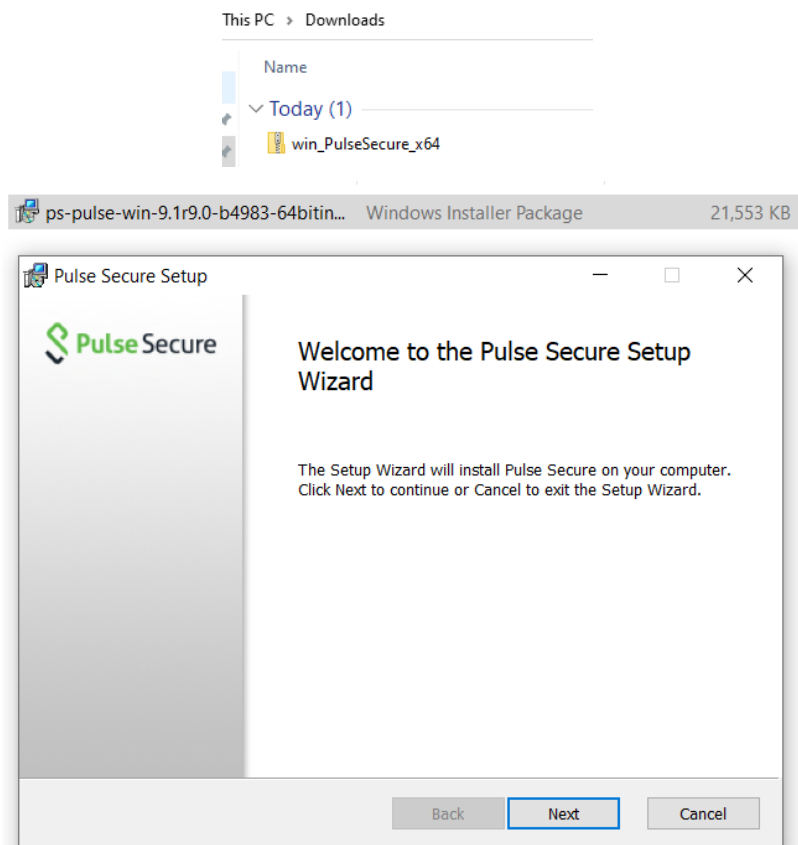 This PC > Downloads
Name
Today (1)
win_PulseSecure_x64
ps-pulse-win-9.1r9.0-b4983-64bitin... Windows Installer Package 21,553 KB
Pulse Secure Setup
Pulse Secure
Welcome to the Pulse Secure Setup
Wizard
The Setup Wizard will install Pulse Secure on your computer.
Click Next to continue or Cancel to exit the Setup Wizard.
Back Next Cancel